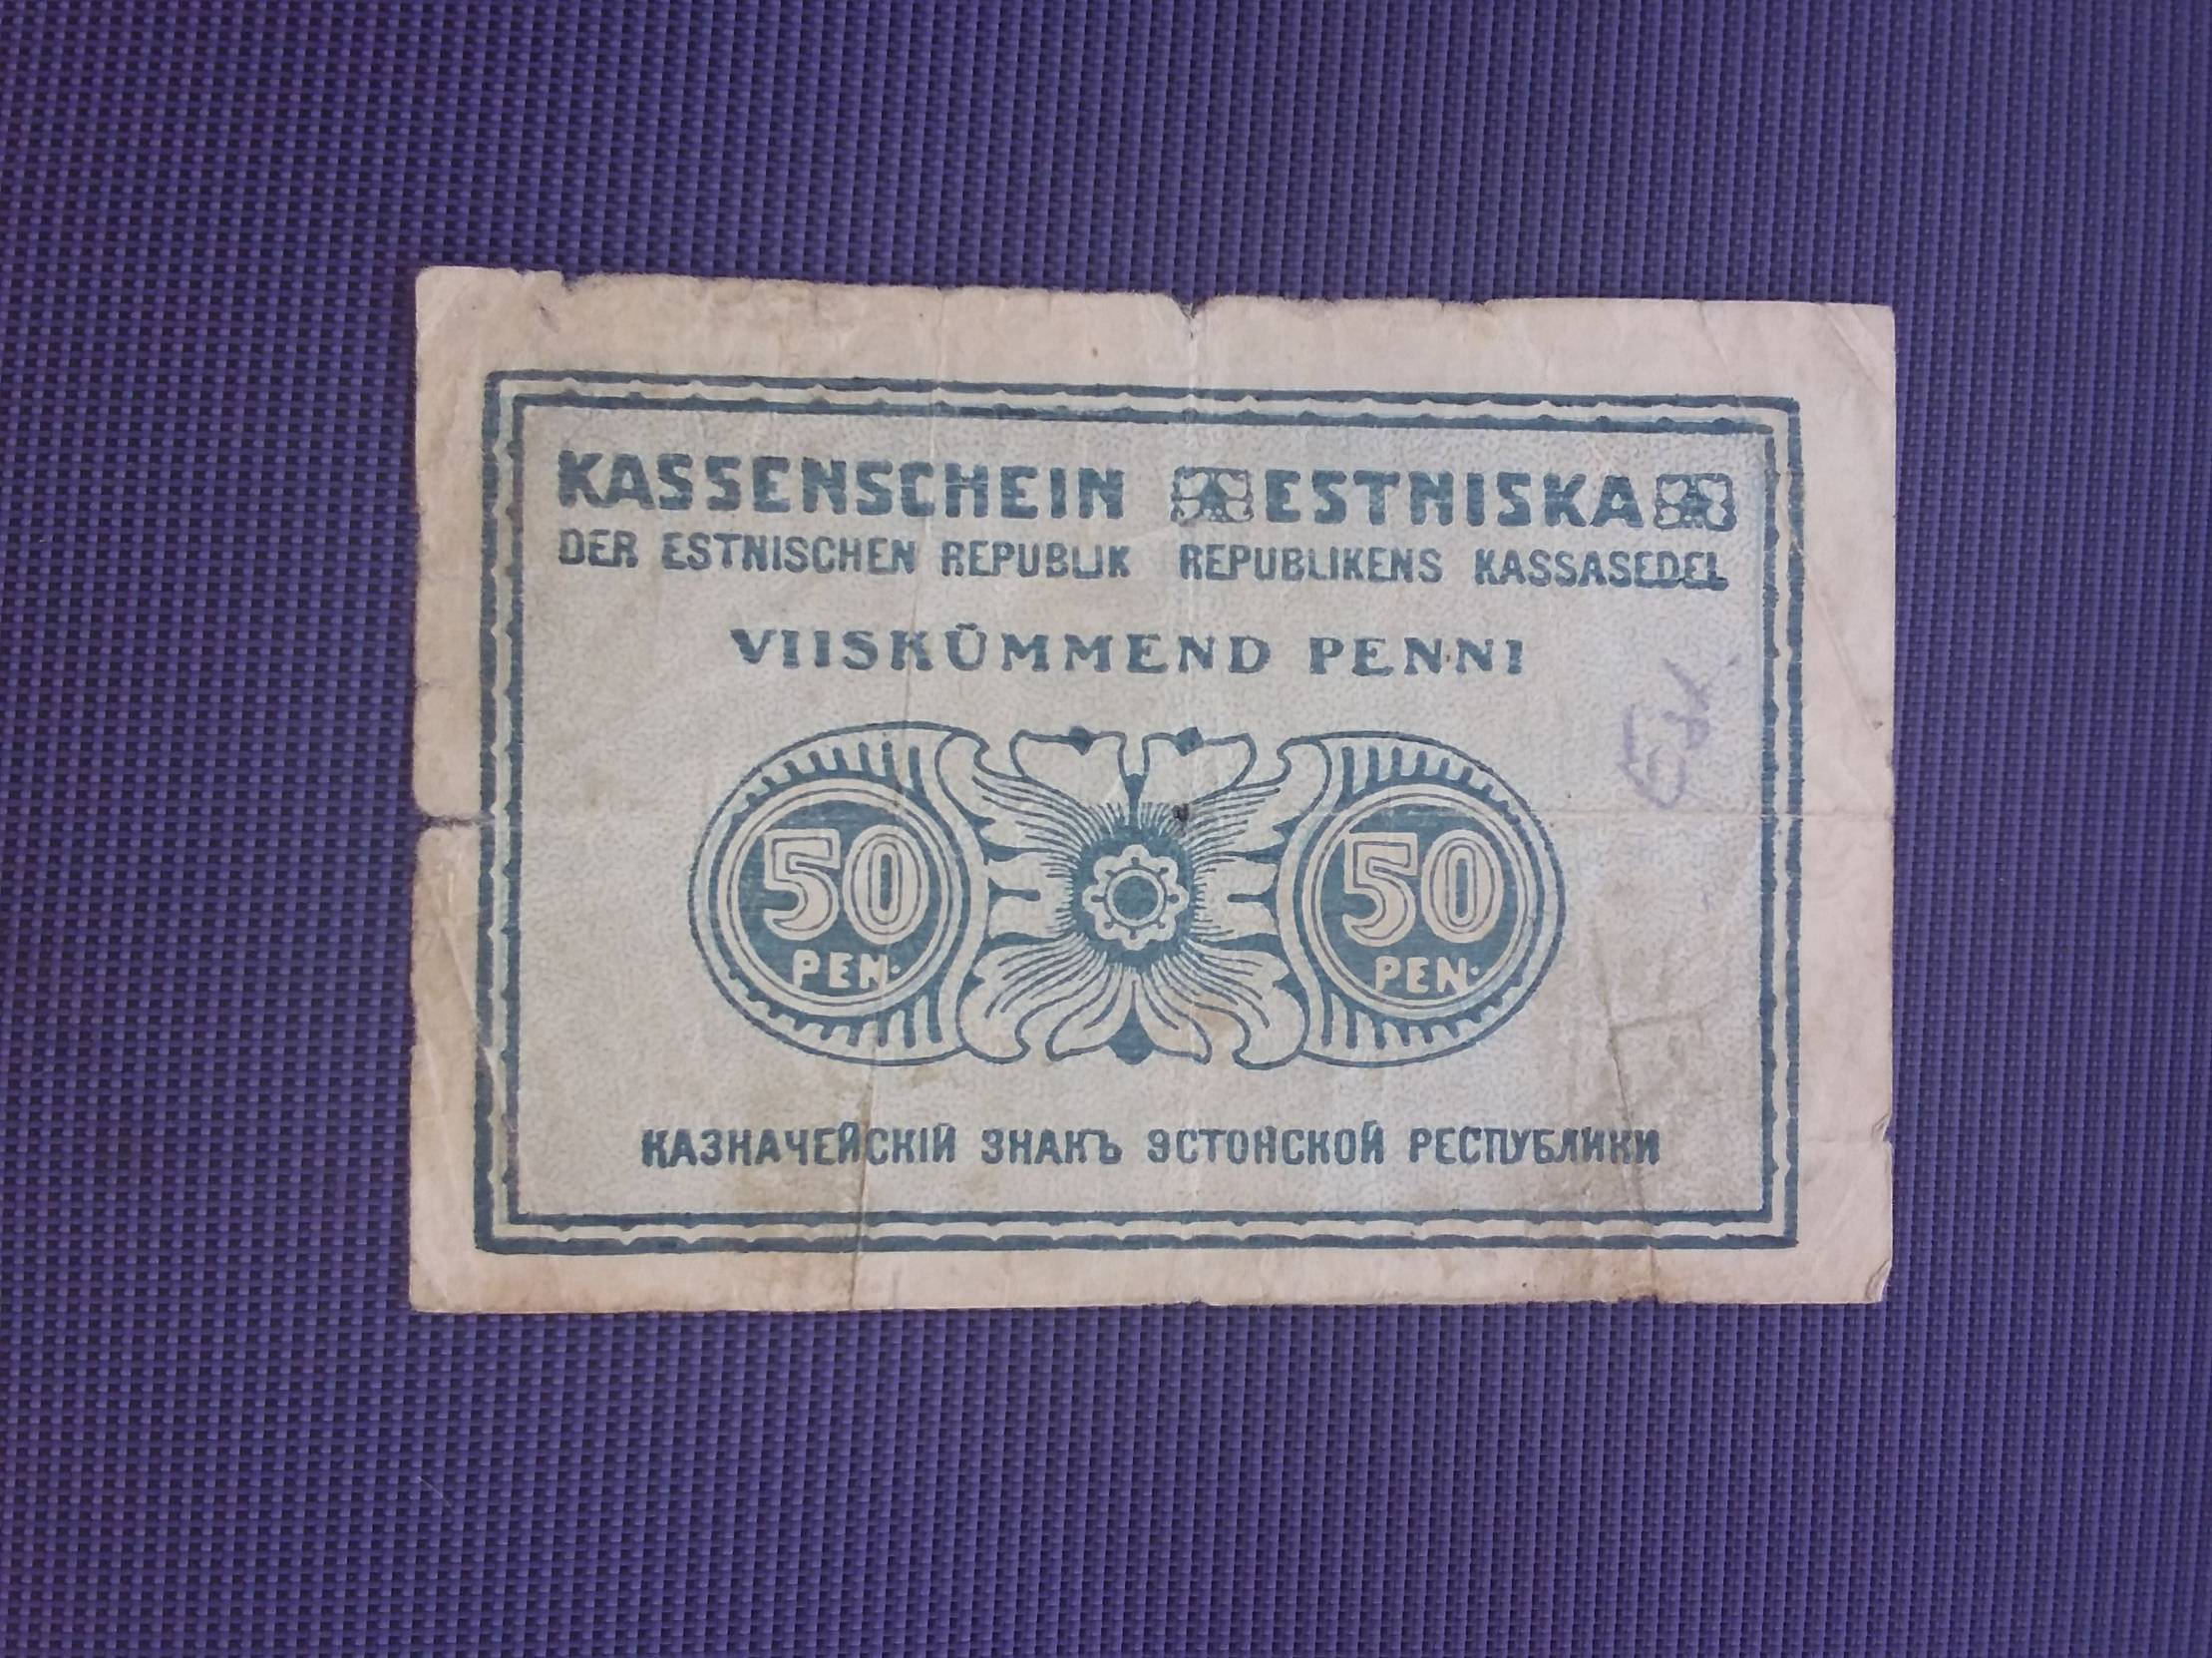 KASSENSCHEIN ESTNISKA
DER ESTNISCHEN REPUBLIK REPUBLIKENS KASSASEDEL
VIISKÜMMEND PENNI
50 50
PEN. PEN.
КАЗНАЧЕЙСКІЙ ЗНАКЪ ЭСТОНСКОЙ РЕСПУБЛИКИ